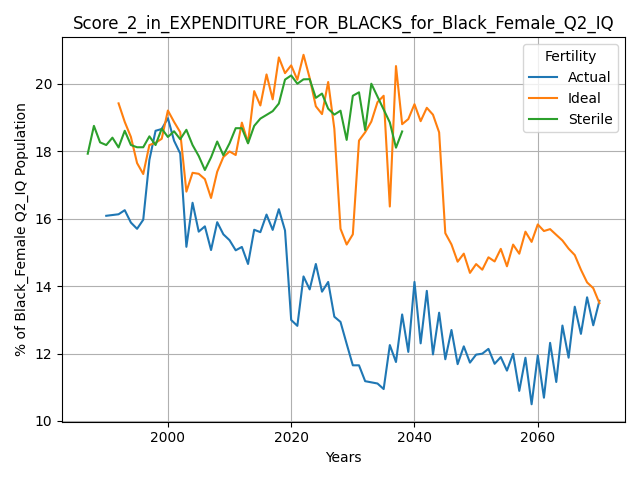 Score_2_in_EXPENDITURE_FOR_BLACKS_for_Black_Female_Q2_IQ
% of Black_Female Q2_IQ Population
20
18
16
14
12
10
2000
2020
2040
2060
Years
Fertility
Actual
Ideal
Sterile